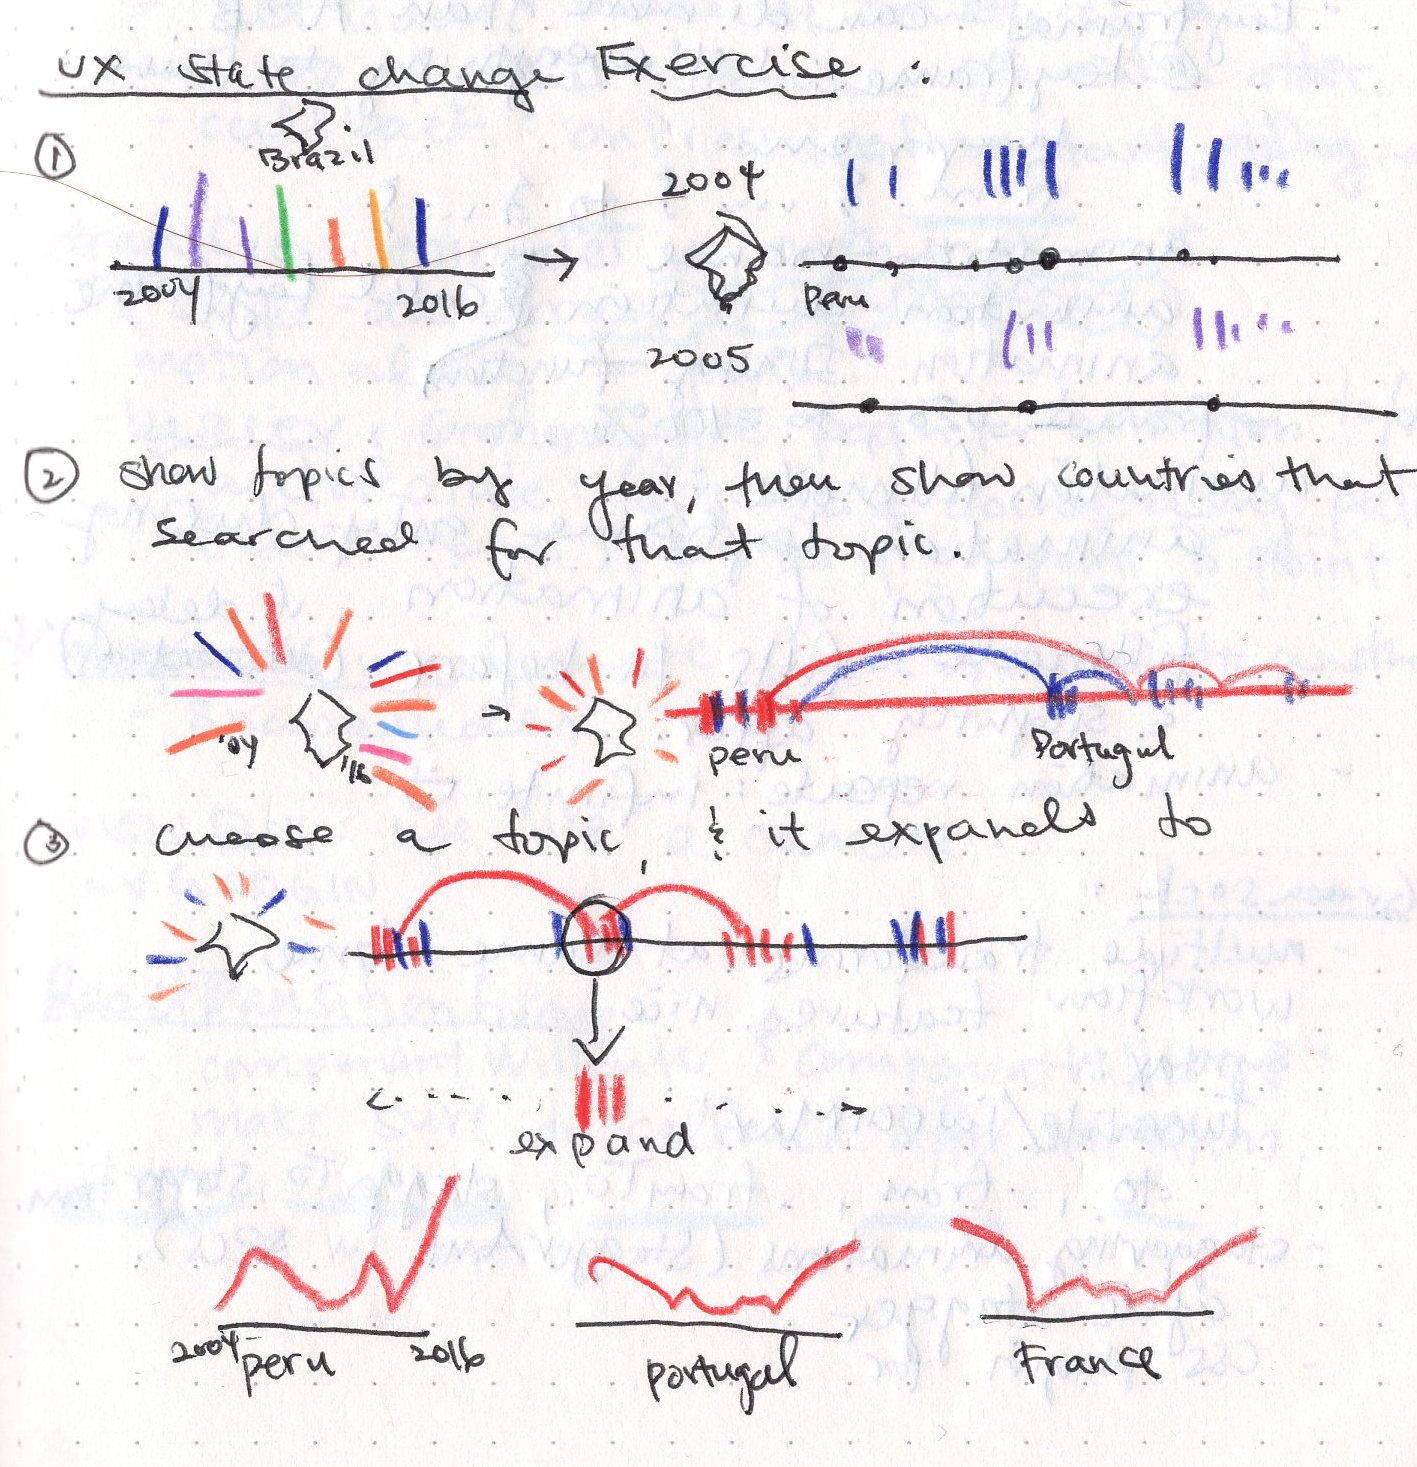 UX State change Exercise :
① Brazil
2004 2016
2004
Peru
2005
② show topics by year, then show countries that
searched for that topic.
'04 '16
peru Portugul
③ choose a topic, & it expands to
expand
2004 2016
peru portugal France